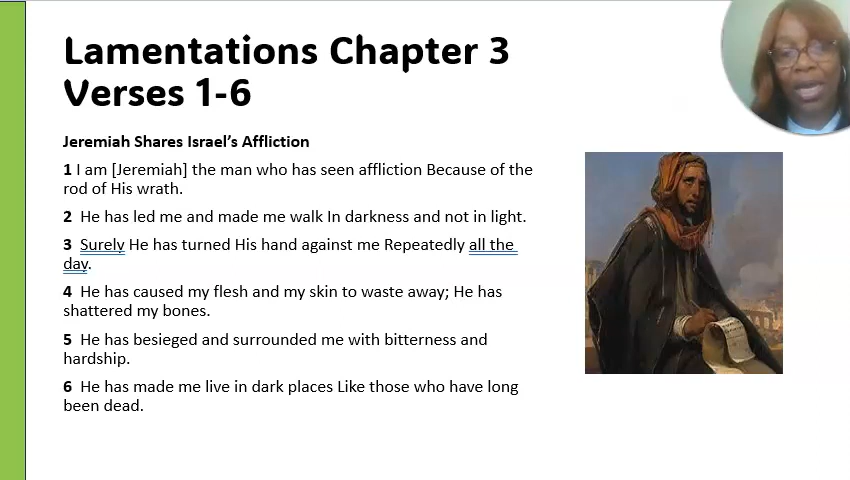 Lamentations Chapter 3
Verses 1-6
Jeremiah Shares Israel’s Affliction
1 I am [Jeremiah] the man who has seen affliction Because of the
rod of His wrath.
2 He has led me and made me walk In darkness and not in light.
3 Surely He has turned His hand against me Repeatedly all the
day.
4 He has caused my flesh and my skin to waste away; He has
shattered my bones.
5 He has besieged and surrounded me with bitterness and
hardship.
6 He has made me live in dark places Like those who have long
been dead.